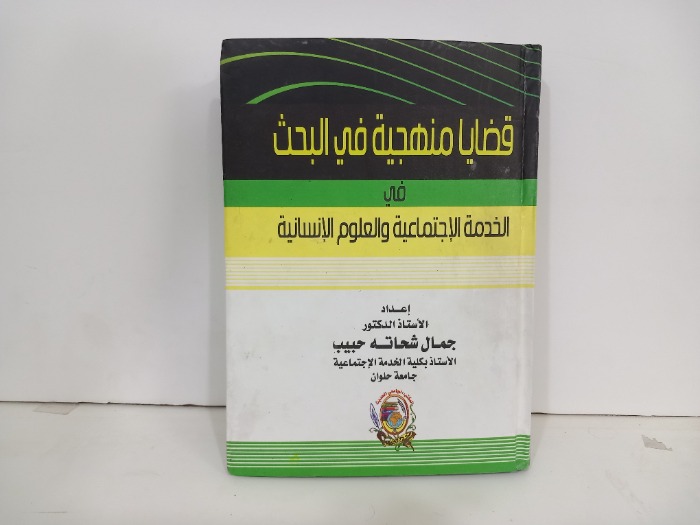 قضايا منهجية في البحث
في
الخدمة الإجتماعية والعلوم الإنسانية
إعداد
الأستاذ الدكتور
جمال شحاته حبيب
الأستاذ بكلية الخدمة الإجتماعية
جامعة حلوان